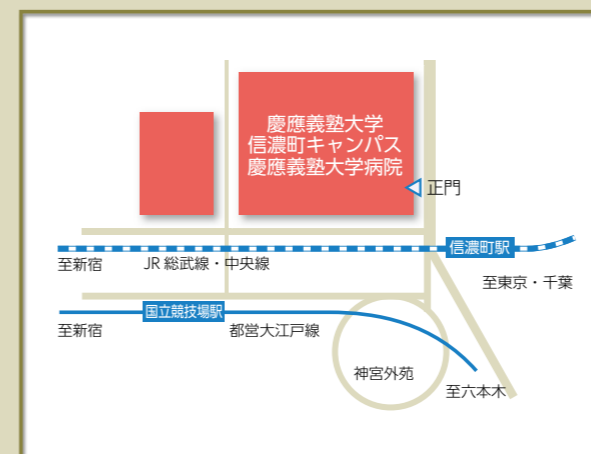 慶應義塾大学
信濃町キャンパス
慶應義塾大学病院
正門
信濃町駅
至新宿
JR 総武線・中央線
至東京・千葉
国立競技場駅
至新宿
都営大江戸線
神宮外苑
至六本木